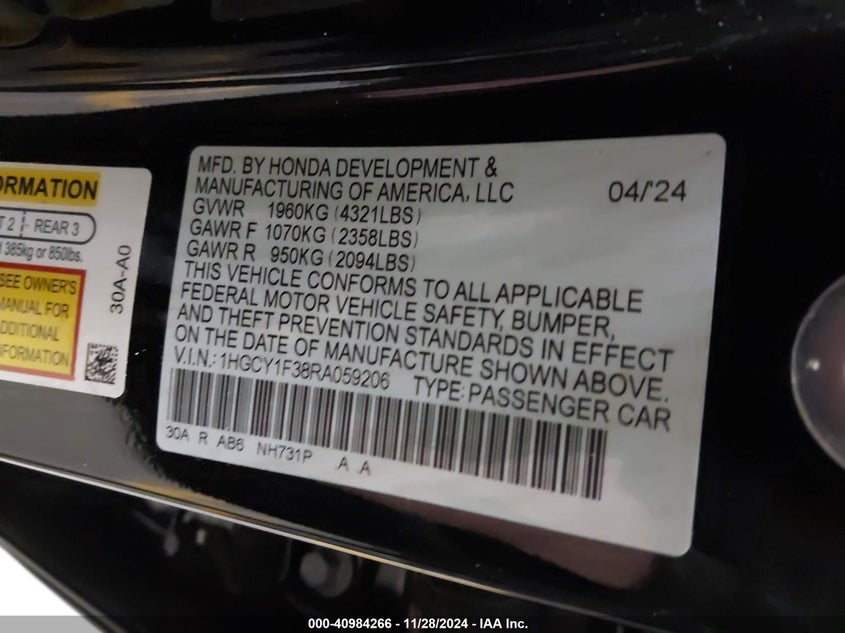 ORMATION
T 2 REAR 3
385kg or 850lbs.
SEE OWNER'S
MANUAL FOR
ADDITIONAL
INFORMATION
30A-A0
MFD. BY HONDA DEVELOPMENT &
MANUFACTURING OF AMERICA, LLC 04/'24
GVWR 1960KG (4321LBS)
GAWR F 1070KG (2358LBS)
GAWR R 950KG (2094LBS)
THIS VEHICLE CONFORMS TO ALL APPLICABLE
FEDERAL MOTOR VEHICLE SAFETY, BUMPER,
AND THEFT PREVENTION STANDARDS IN EFFECT
ON THE DATE OF MANUFACTURE SHOWN ABOVE.
V.I.N.: 1HGCY1F38RA059206 TYPE: PASSENGER CAR
30A R AB6 NH731P A A
000-40984266 - 11/28/2024 - IAA Inc.